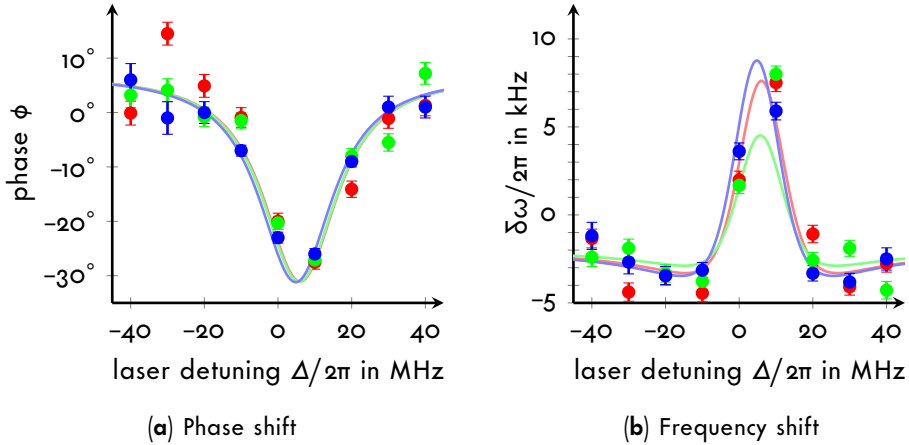 10°
0°
−10°
−20°
−30°
phase ϕ
−40 −20 0 20 40
laser detuning Δ/2π in MHz
(a) Phase shift
10
5
0
−5
δω/2π in kHz
−40 −20 0 20 40
laser detuning Δ/2π in MHz
(b) Frequency shift